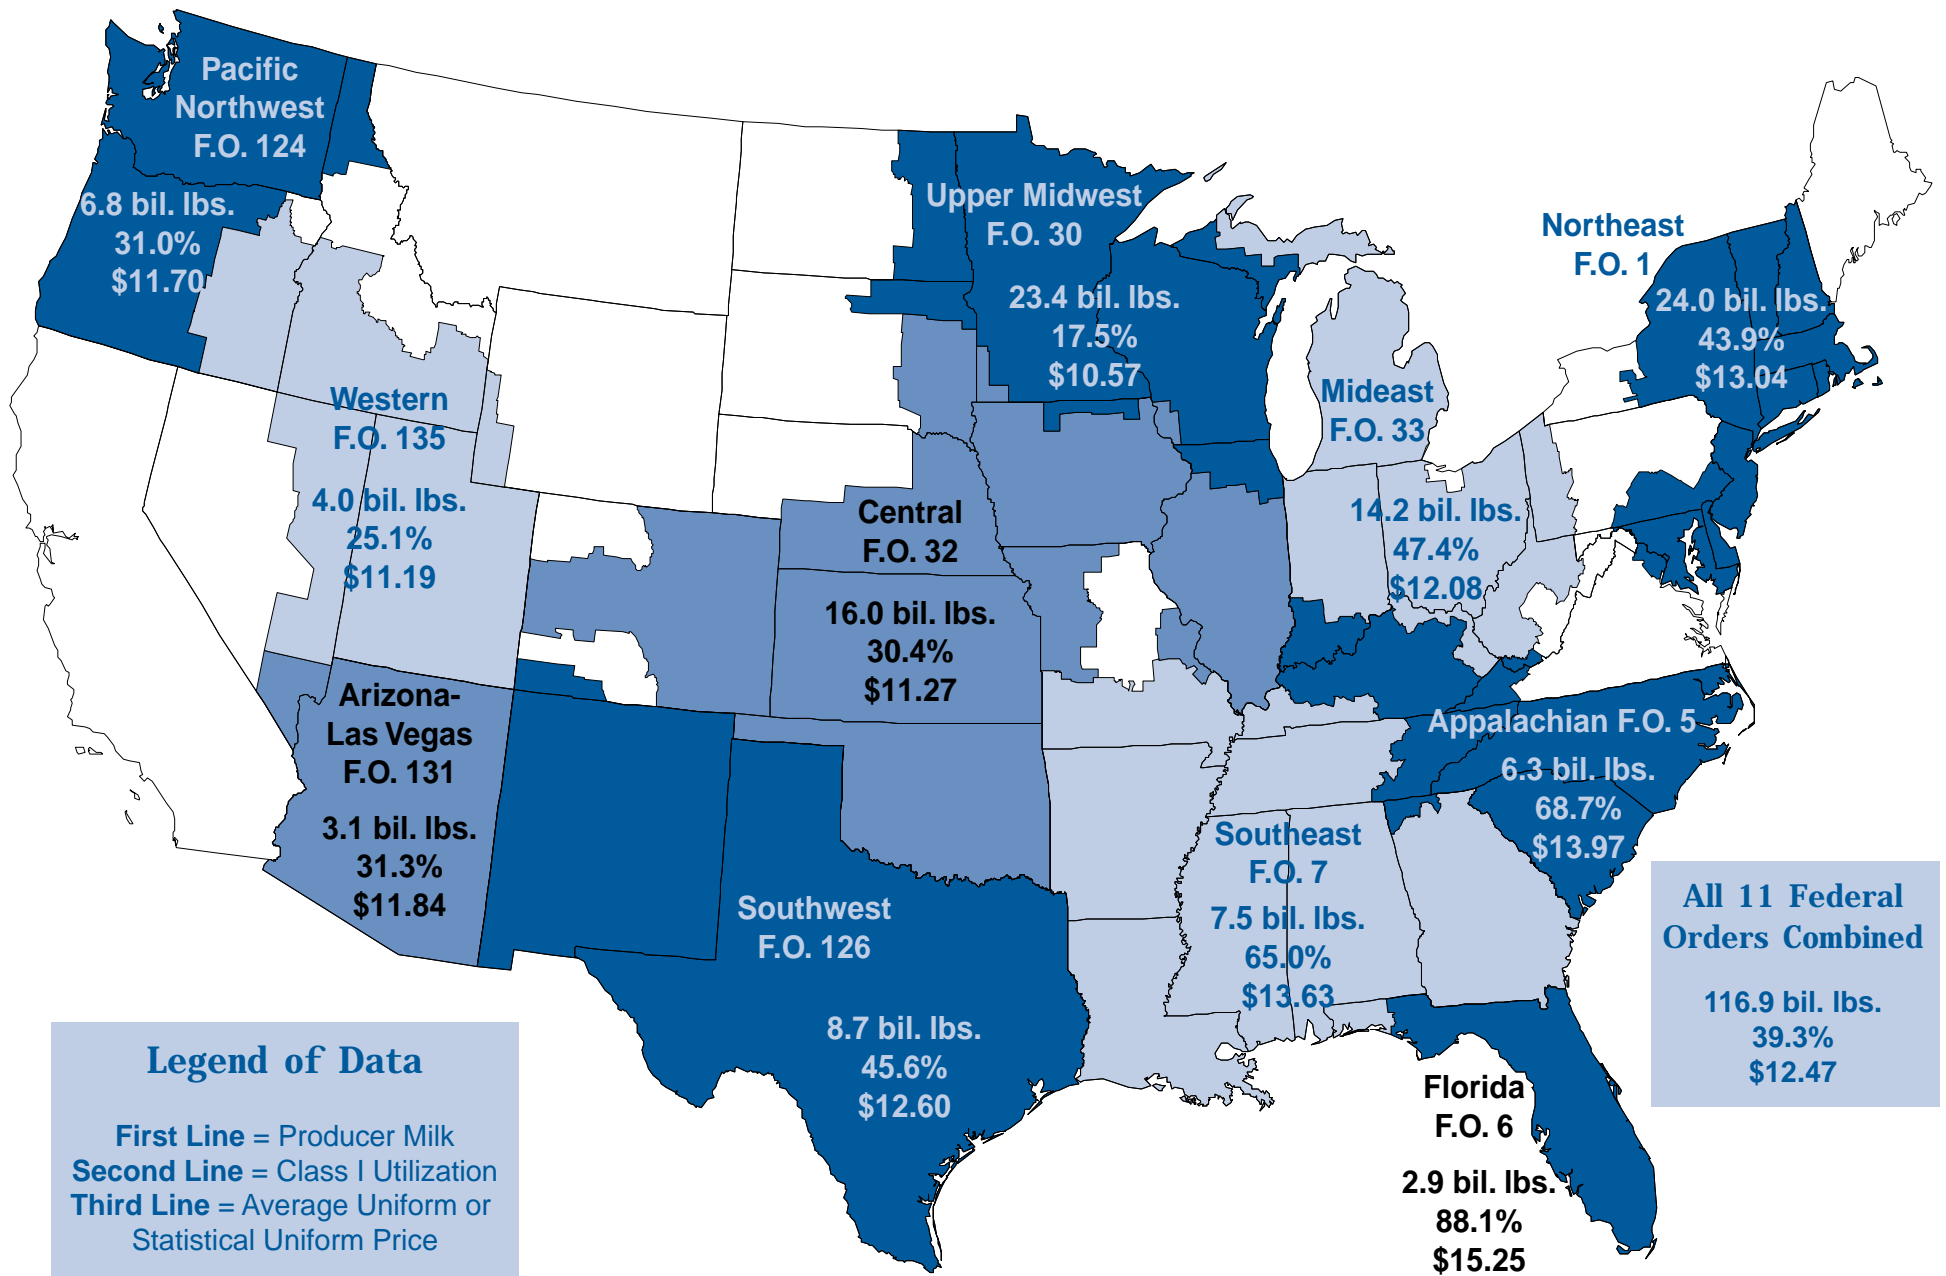 Pacific
Northwest
F.O. 124
6.8 bil. lbs.
31.0%
$11.70
Upper Midwest
F.O. 30
23.4 bil. lbs.
17.5%
$10.57
Northeast
F.O. 1
24.0 bil. lbs.
43.9%
$13.04
Mideast
F.O. 33
14.2 bil. lbs.
47.4%
$12.08
Western
F.O. 135
4.0 bil. lbs.
25.1%
$11.19
Central
F.O. 32
16.0 bil. lbs.
30.4%
$11.27
Arizona-
Las Vegas
F.O. 131
3.1 bil. lbs.
31.3%
$11.84
Appalachian F.O. 5
6.3 bil. lbs.
68.7%
$13.97
Southeast
F.O. 7
7.5 bil. lbs.
65.0%
$13.63
Southwest
F.O. 126
8.7 bil. lbs.
45.6%
$12.60
Florida
F.O. 6
2.9 bil. lbs.
88.1%
$15.25
All 11 Federal
Orders Combined
116.9 bil. lbs.
39.3%
$12.47
Legend of Data
First Line = Producer Milk
Second Line = Class I Utilization
Third Line = Average Uniform or
Statistical Uniform Price